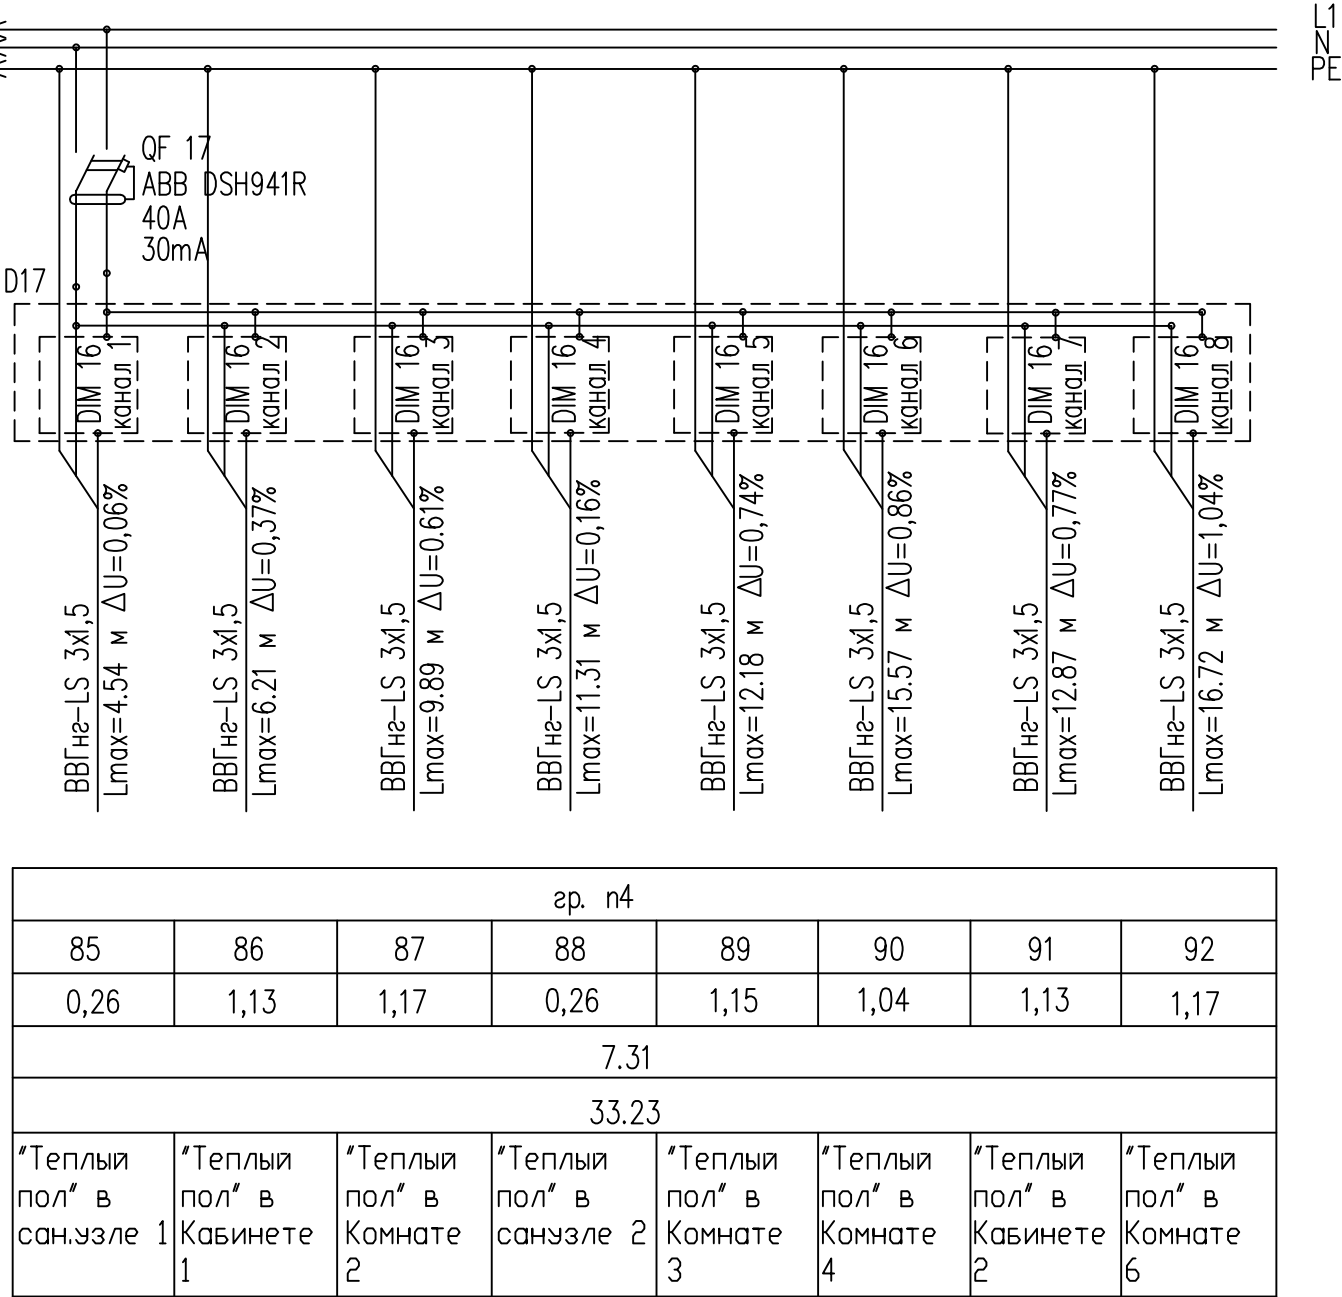 L1
N
PE
QF 17
ABB DSH941R
40A
30mA
D17
DIM 16
канал 1
DIM 16
канал 2
DIM 16
канал 3
DIM 16
канал 4
DIM 16
канал 5
DIM 16
канал 6
DIM 16
канал 7
DIM 16
канал 8
ВВГнг-LS 3x1,5
Lmax=4.54 м ΔU=0,06%
ВВГнг-LS 3x1,5
Lmax=6.21 м ΔU=0,37%
ВВГнг-LS 3x1,5
Lmax=9.89 м ΔU=0.61%
ВВГнг-LS 3x1,5
Lmax=11.31 м ΔU=0,16%
ВВГнг-LS 3x1,5
Lmax=12.18 м ΔU=0,74%
ВВГнг-LS 3x1,5
Lmax=15.57 м ΔU=0,86%
ВВГнг-LS 3x1,5
Lmax=12.87 м ΔU=0,77%
ВВГнг-LS 3x1,5
Lmax=16.72 м ΔU=1,04%
гр. n4
85 86 87 88 89 90 91 92
0,26 1,13 1,17 0,26 1,15 1,04 1,13 1,17
7.31
33.23
"Теплый
пол" в
сан.узле 1
"Теплый
пол" в
Кабинете
1
"Теплый
пол" в
Комнате
2
"Теплый
пол" в
санузле 2
"Теплый
пол" в
Комнате
3
"Теплый
пол" в
Комнате
4
"Теплый
пол" в
Кабинете
2
"Теплый
пол" в
Комнате
6